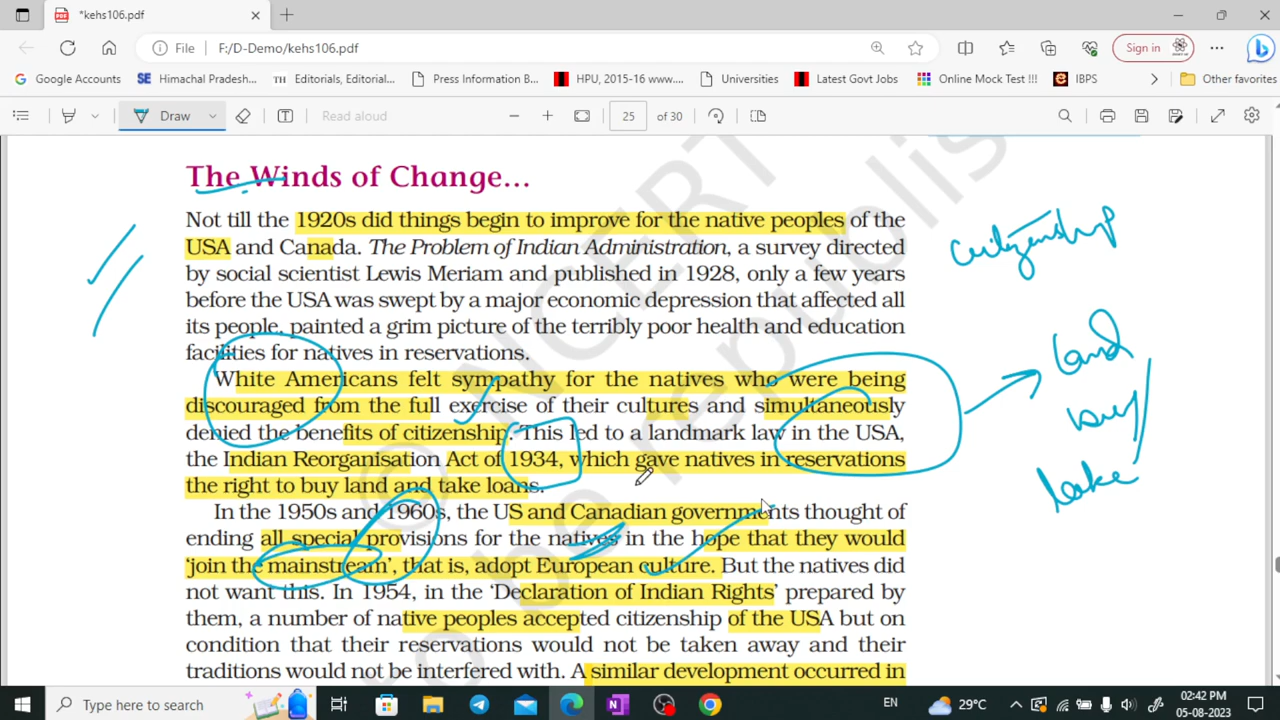 *kehs106.pdf
File F:/D-Demo/kehs106.pdf Sign in
Google Accounts SE Himachal Pradesh... TH Editorials, Editorial... Press Information B... HPU, 2015-16 www.... Universities Latest Govt Jobs Online Mock Test !!! IBPS Other favorites
Draw Read aloud 25 of 30
The Winds of Change...
Not till the 1920s did things begin to improve for the native peoples of the
USA and Canada. The Problem of Indian Administration, a survey directed
by social scientist Lewis Meriam and published in 1928, only a few years
before the USA was swept by a major economic depression that affected all
its people, painted a grim picture of the terribly poor health and education
facilities for natives in reservations.
White Americans felt sympathy for the natives who were being
discouraged from the full exercise of their cultures and simultaneously
denied the benefits of citizenship. This led to a landmark law in the USA,
the Indian Reorganisation Act of 1934, which gave natives in reservations
the right to buy land and take loans.
In the 1950s and 1960s, the US and Canadian governments thought of
ending all special provisions for the natives in the hope that they would
‘join the mainstream’, that is, adopt European culture. But the natives did
not want this. In 1954, in the ‘Declaration of Indian Rights’ prepared by
them, a number of native peoples accepted citizenship of the USA but on
condition that their reservations would not be taken away and their
traditions would not be interfered with. A similar development occurred in
citizenship
land
buy
© NCERT
republis
Type here to search
29°C EN 02:42 PM
05-08-2023